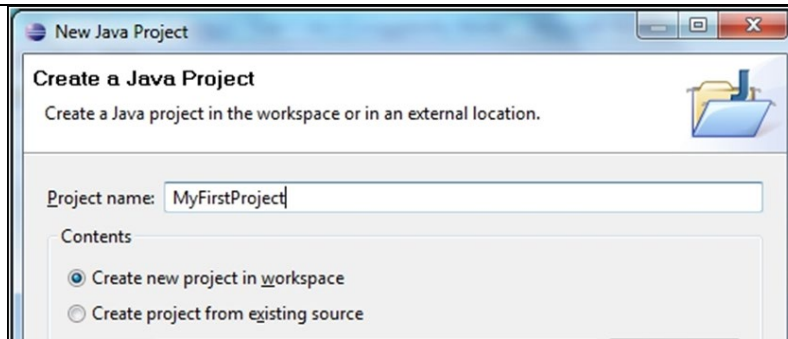 New Java Project
Create a Java Project
Create a Java project in the workspace or in an external location.
Project name: MyFirstProject
Contents
Create new project in workspace
Create project from existing source